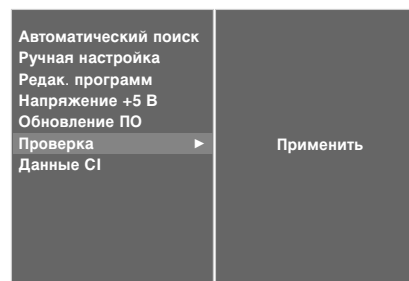 Автоматический поиск
Ручная настройка
Редак. программ
Напряжение +5 В
Обновление ПО
Проверка ►
Применить
Данные CI